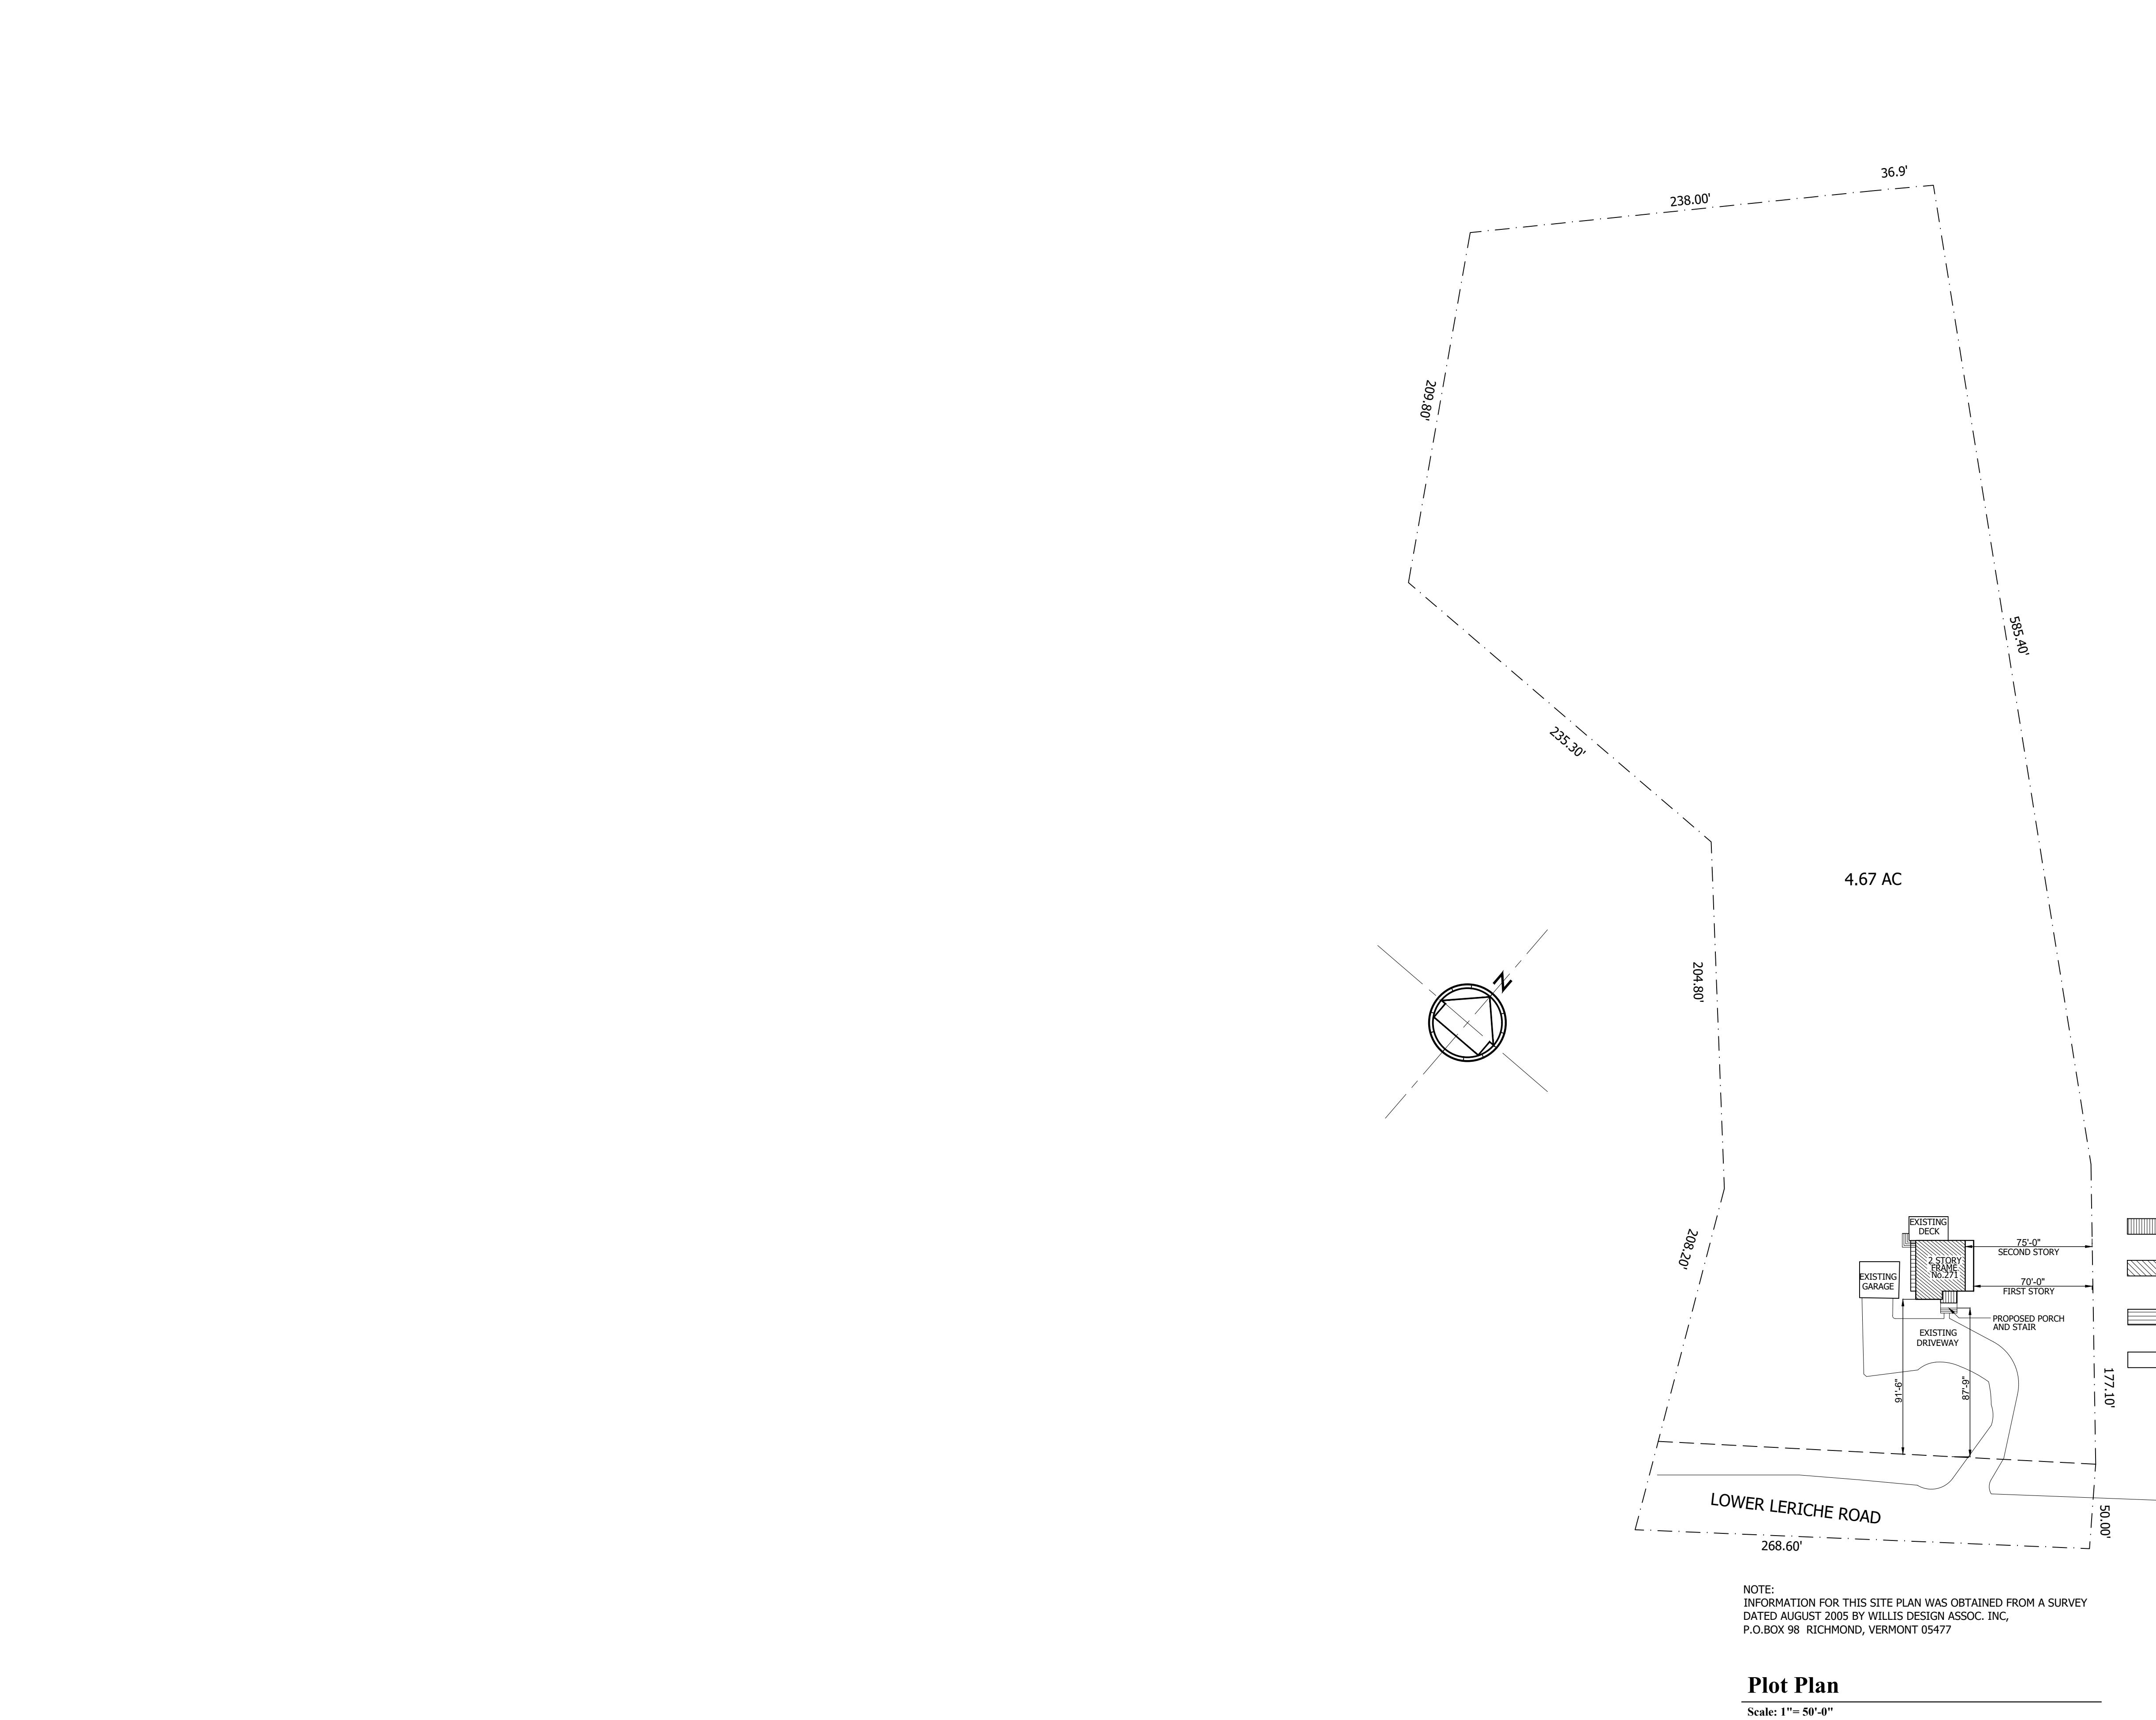 36.9'
238.00'
209.80'
585.40'
235.30'
4.67 AC
204.80'
N
208.20'
EXISTING
DECK
75'-0"
SECOND STORY
2 STORY
FRAME
No.271
EXISTING
GARAGE
70'-0"
FIRST STORY
PROPOSED PORCH
AND STAIR
EXISTING
DRIVEWAY
91'-6"
87'-9"
177.10'
LOWER LERICHE ROAD
50.00'
268.60'
NOTE:
INFORMATION FOR THIS SITE PLAN WAS OBTAINED FROM A SURVEY
DATED AUGUST 2005 BY WILLIS DESIGN ASSOC. INC,
P.O.BOX 98 RICHMOND, VERMONT 05477
Plot Plan
Scale: 1"= 50'-0"